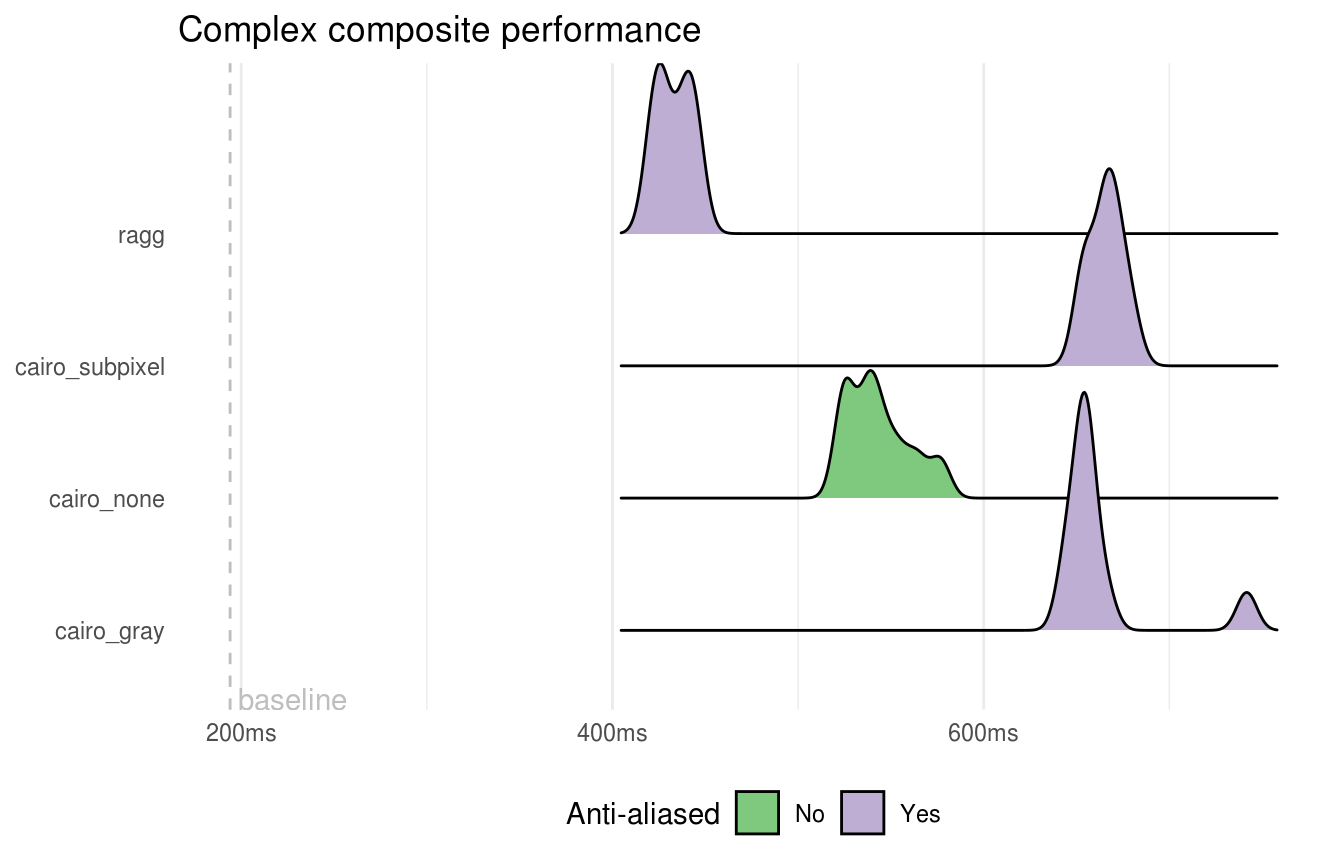 Complex composite performance
ragg
cairo_subpixel
cairo_none
cairo_gray
baseline
200ms 400ms 600ms
Anti-aliased No Yes